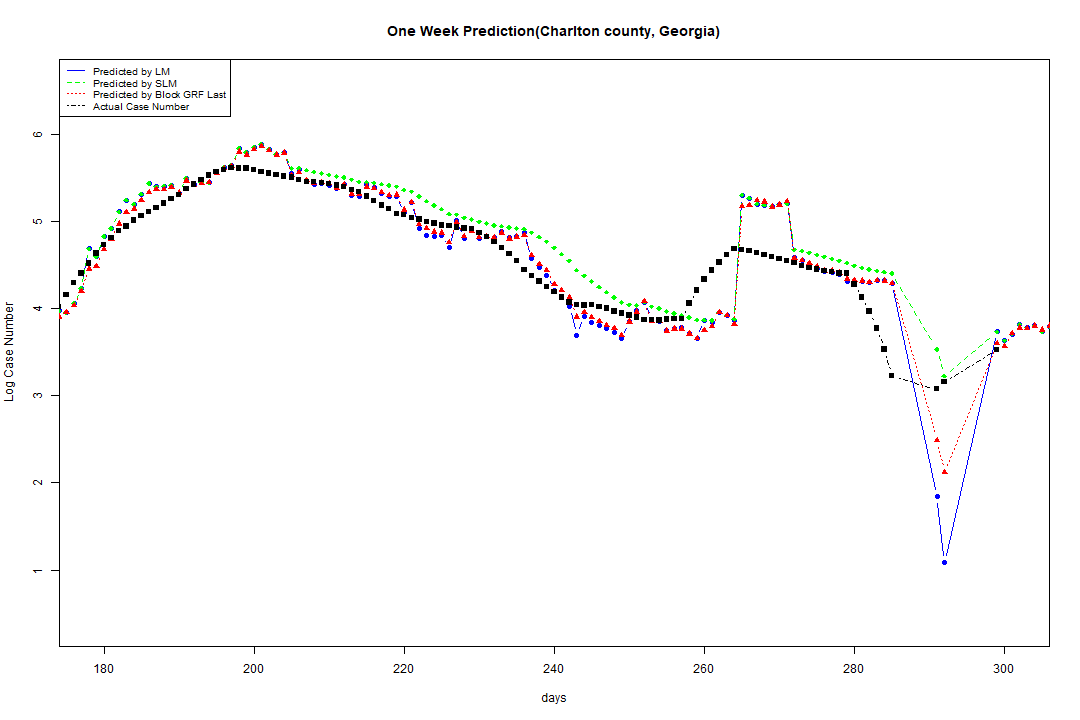 One Week Prediction(Charlton county, Georgia)
Predicted by LM
Predicted by SLM
Predicted by Block GRF Last
Actual Case Number
6
5
4
3
2
1
Log Case Number
180 200 220 240 260 280 300
days